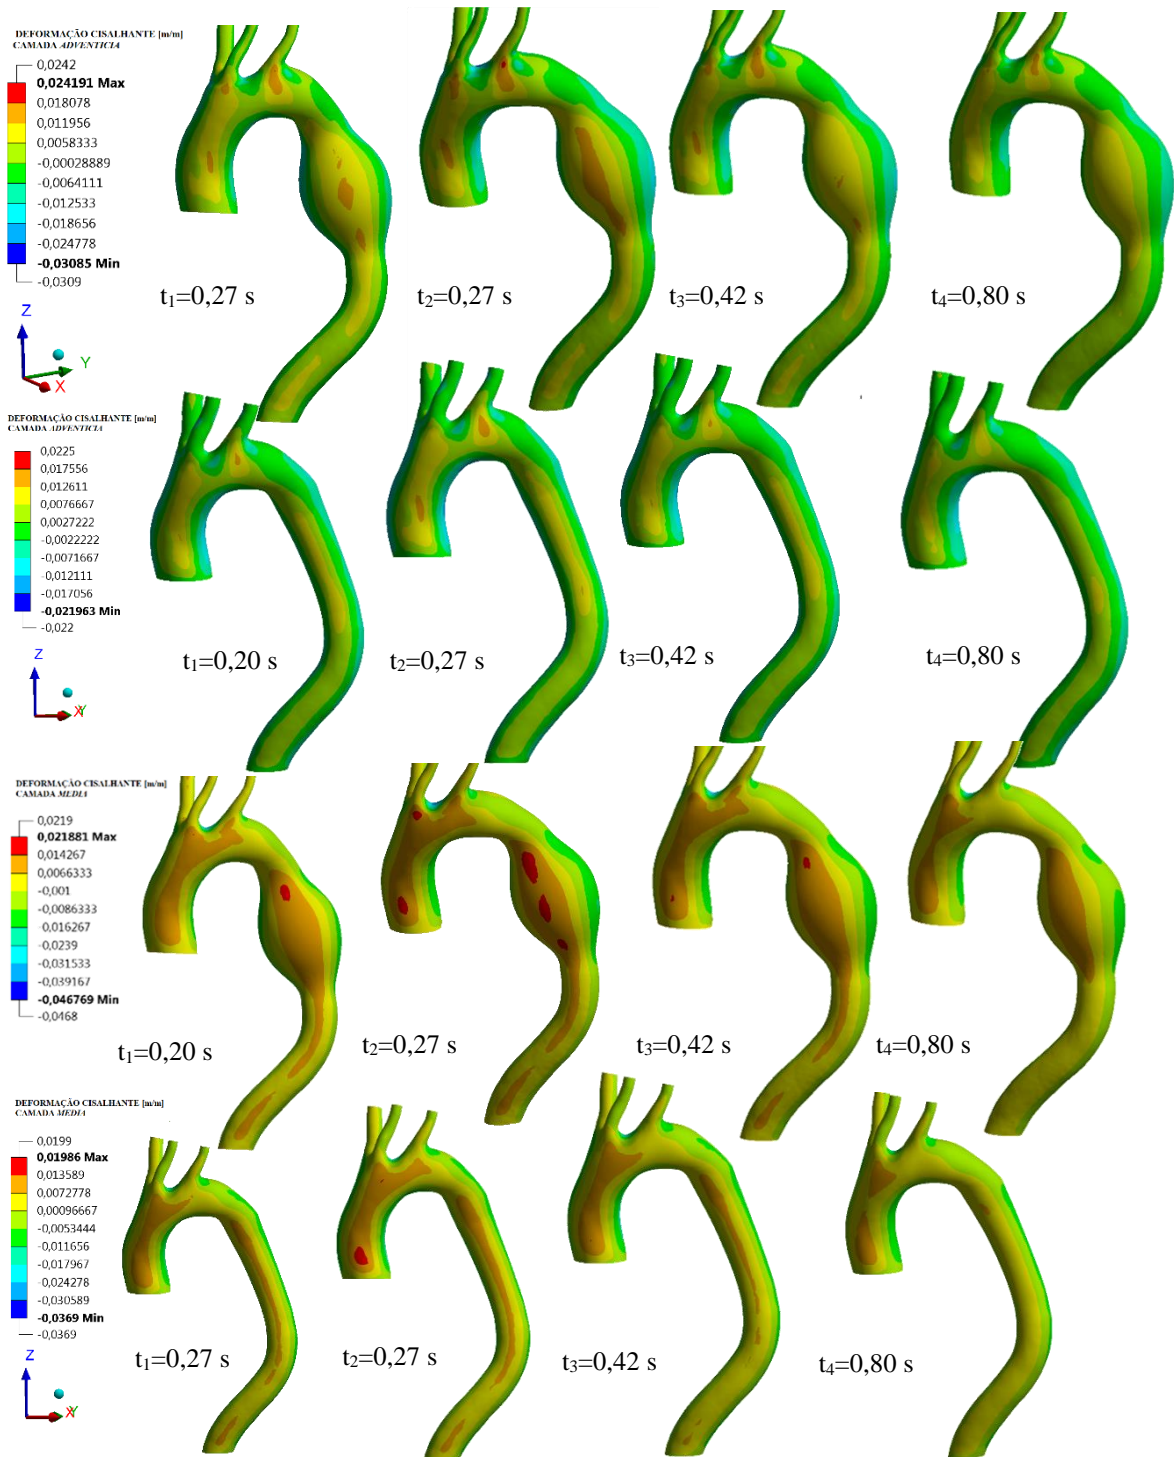 DEFORMAÇÃO CISALHANTE [m/m]
CAMADA ADVENTICIA
0,0242
0,024191 Max
0,018078
0,011956
0,0058333
-0,00028889
-0,0064111
-0,012533
-0,018656
-0,024778
-0,03085 Min
-0,0309
Z
Y
X
t1=0,27 s
t2=0,27 s
t3=0,42 s
t4=0,80 s
DEFORMAÇÃO CISALHANTE [m/m]
CAMADA ADVENTICIA
0,0225
0,017556
0,012611
0,0076667
0,0027222
-0,0022222
-0,0071667
-0,012111
-0,017056
-0,021963 Min
-0,022
Z
X
Y
t1=0,20 s
t2=0,27 s
t3=0,42 s
t4=0,80 s
DEFORMAÇÃO CISALHANTE [m/m]
CAMADA MEDIA
0,0219
0,021881 Max
0,014267
0,0066333
-0,001
-0,0086333
-0,016267
-0,0239
-0,031533
-0,039167
-0,046769 Min
-0,0468
t1=0,20 s
t2=0,27 s
t3=0,42 s
t4=0,80 s
DEFORMAÇÃO CISALHANTE [m/m]
CAMADA MEDIA
0,0199
0,01986 Max
0,013589
0,0072778
0,00096667
-0,0053444
-0,011656
-0,017967
-0,024278
-0,030589
-0,0369 Min
-0,0369
Z
X
Y
t1=0,27 s
t2=0,27 s
t3=0,42 s
t4=0,80 s